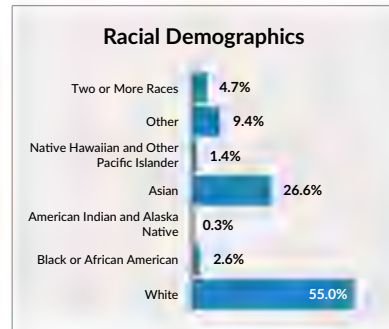 Racial Demographics
Two or More Races
4.7%
Other
9.4%
Native Hawaiian and Other
Pacific Islander
1.4%
Asian
26.6%
American Indian and Alaska
Native
0.3%
Black or African American
2.6%
White
55.0%